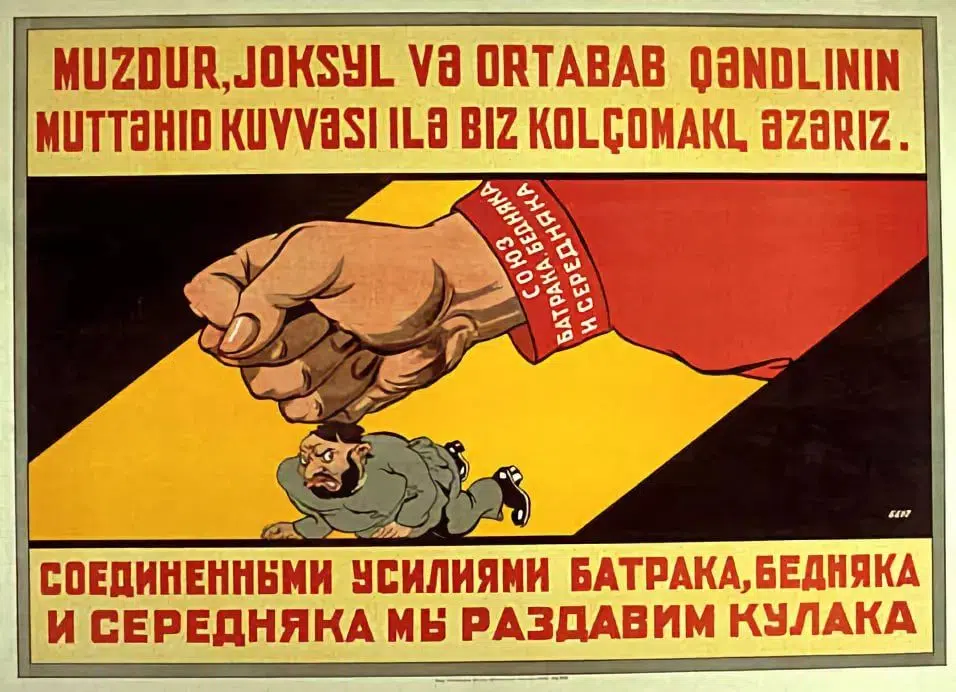 MUZDUR, JOKSYL Və ORTABAB QəNDLININ
MUTTəHID KUVVəSI ILə BIZ KOLÇOMAKL əZəRIZ.
СОЮЗ
БАТРАКА, БЕДНЯКА
И СЕРЕДНЯКА
СОЕДИНЕННЫМИ УСИЛИЯМИ БАТРАКА, БЕДНЯКА
И СЕРЕДНЯКА МЫ РАЗДАВИМ КУЛАКА